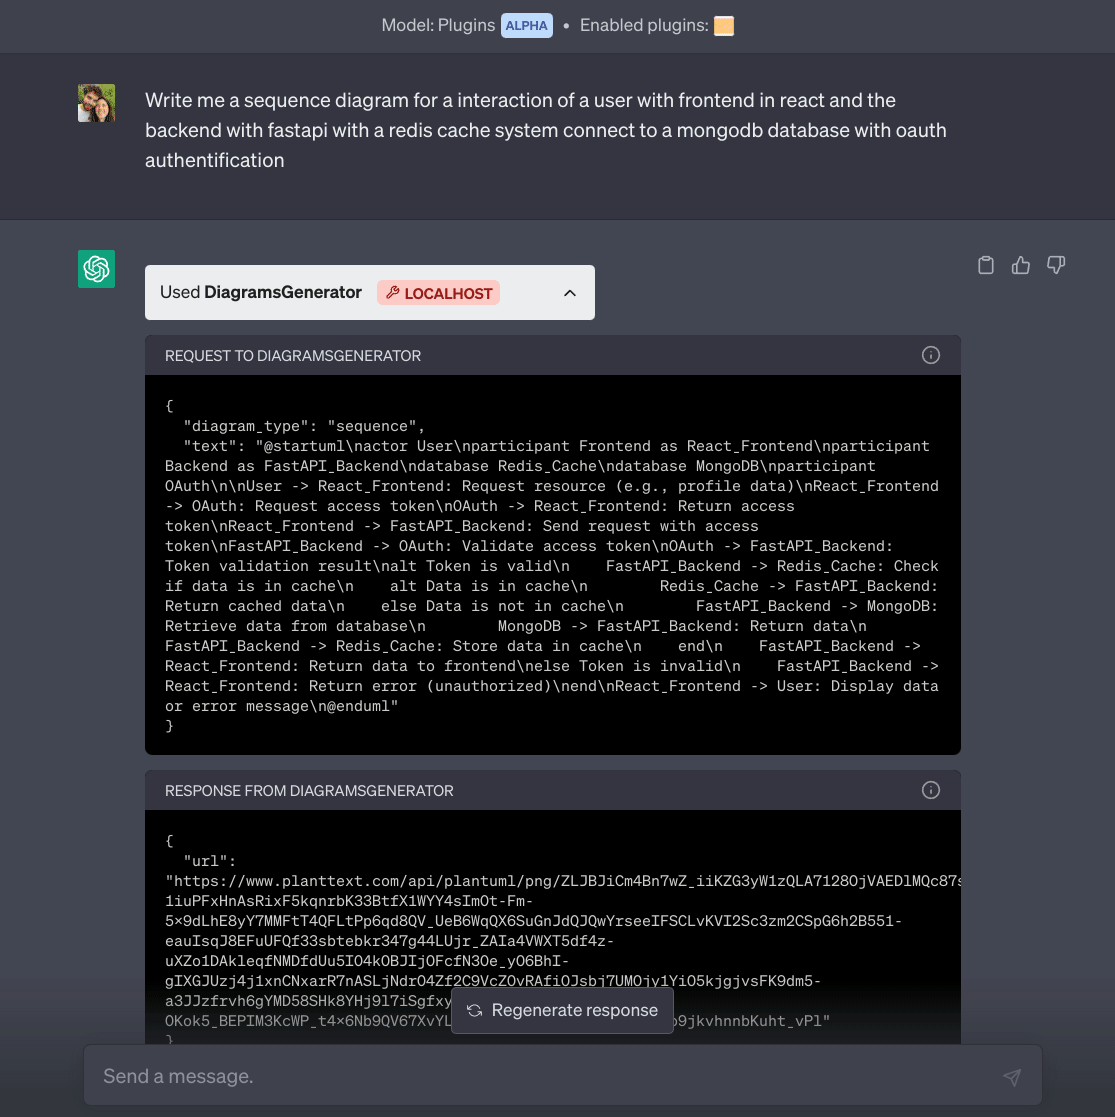 Model: Plugins ALPHA • Enabled plugins:
Write me a sequence diagram for a interaction of a user with frontend in react and the
backend with fastapi with a redis cache system connect to a mongodb database with oauth
authentification
Used DiagramsGenerator LOCALHOST
REQUEST TO DIAGRAMSGENERATOR
{
  "diagram_type": "sequence",
  "text": "@startuml\nactor User\nparticipant Frontend as React_Frontend\nparticipant
Backend as FastAPI_Backend\ndatabase Redis_Cache\ndatabase MongoDB\nparticipant
OAuth\n\nUser -> React_Frontend: Request resource (e.g., profile data)\nReact_Frontend
-> OAuth: Request access token\nOAuth -> React_Frontend: Return access
token\nReact_Frontend -> FastAPI_Backend: Send request with access
token\nFastAPI_Backend -> OAuth: Validate access token\nOAuth -> FastAPI_Backend:
Token validation result\nalt Token is valid\n    FastAPI_Backend -> Redis_Cache: Check
if data is in cache\n    alt Data is in cache\n        Redis_Cache -> FastAPI_Backend:
Return cached data\n    else Data is not in cache\n        FastAPI_Backend -> MongoDB:
Retrieve data from database\n        MongoDB -> FastAPI_Backend: Return data\n
FastAPI_Backend -> Redis_Cache: Store data in cache\n    end\n    FastAPI_Backend ->
React_Frontend: Return data to frontend\nelse Token is invalid\n    FastAPI_Backend ->
React_Frontend: Return error (unauthorized)\nend\nReact_Frontend -> User: Display data
or error message\n@enduml"
}
RESPONSE FROM DIAGRAMSGENERATOR
{
  "url":
"https://www.planttext.com/api/plantuml/png/ZLJBJiCm4Bn7wZ_iiKZG3yW1zQLA7128OjVAEDlMQc87s
1iuPFxHnAsRixF5kqnrbK33BtfX1WYY4sImOt-Fm-
5x9dLhE8yY7MMFtT4QFLtPp6qd8QV_UeB6WqQX6SuGnJdQJQwYrseeIFSCLvKVI2Sc3zm2CSpG6h2B551-
eauIsqJ8EFuUFQf33sbtebkr347g44LUjr_ZAIa4VWXT5df4z-
uXZo1DAkleqfNMDfdUu5IO4kOBJIjOFcfN3Oe_yO6BhI-
gIXGJUzj4j1xnCNxarR7nASLjNdrO4Zf2C9VcZOvRAfiOJsbj7UMOjy1YiO5kjgjvsFK9dm5-
a3JJzfrvh6gYMD58SHk8YHj9l7iSgfxy
OKok5_BEPIM3KcWP_t4x6Nb9QV67XvYL o9jkvhnnbKuht_vPl"
}
Regenerate response
Send a message.